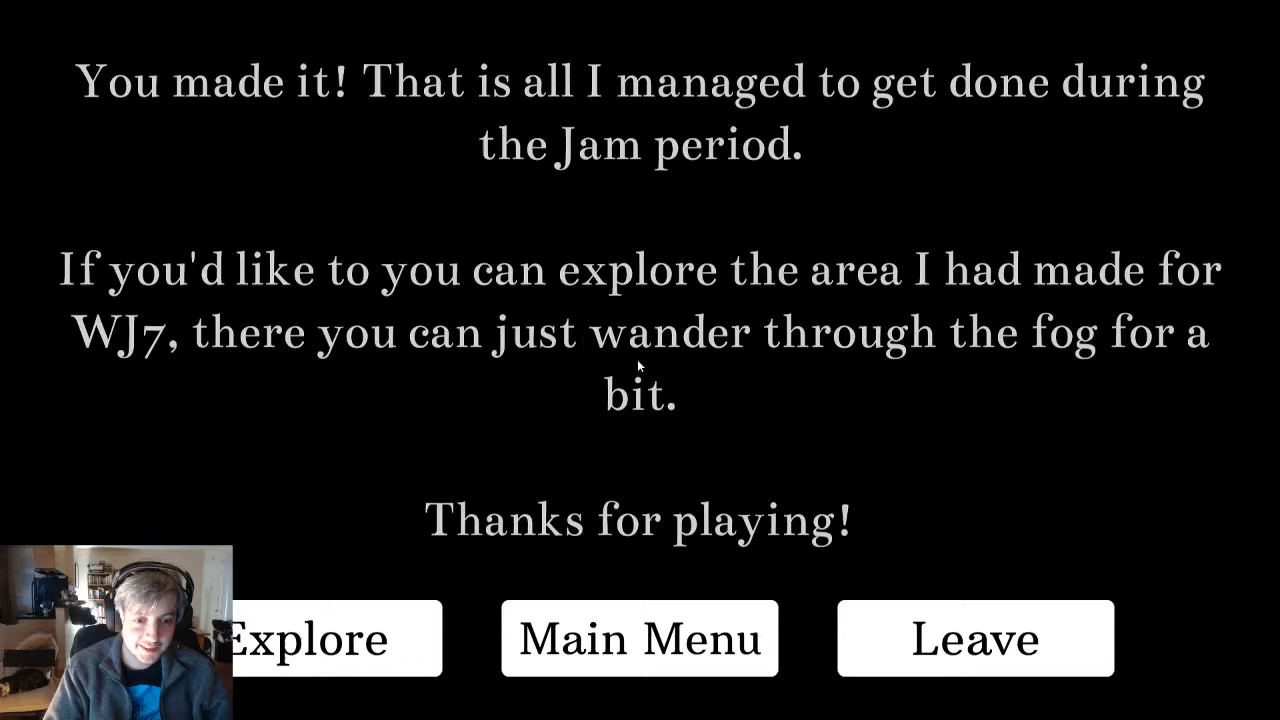 You made it! That is all I managed to get done during
the Jam period.
If you'd like to you can explore the area I had made for
WJ7, there you can just wander through the fog for a
bit.
Thanks for playing!
Explore
Main Menu
Leave